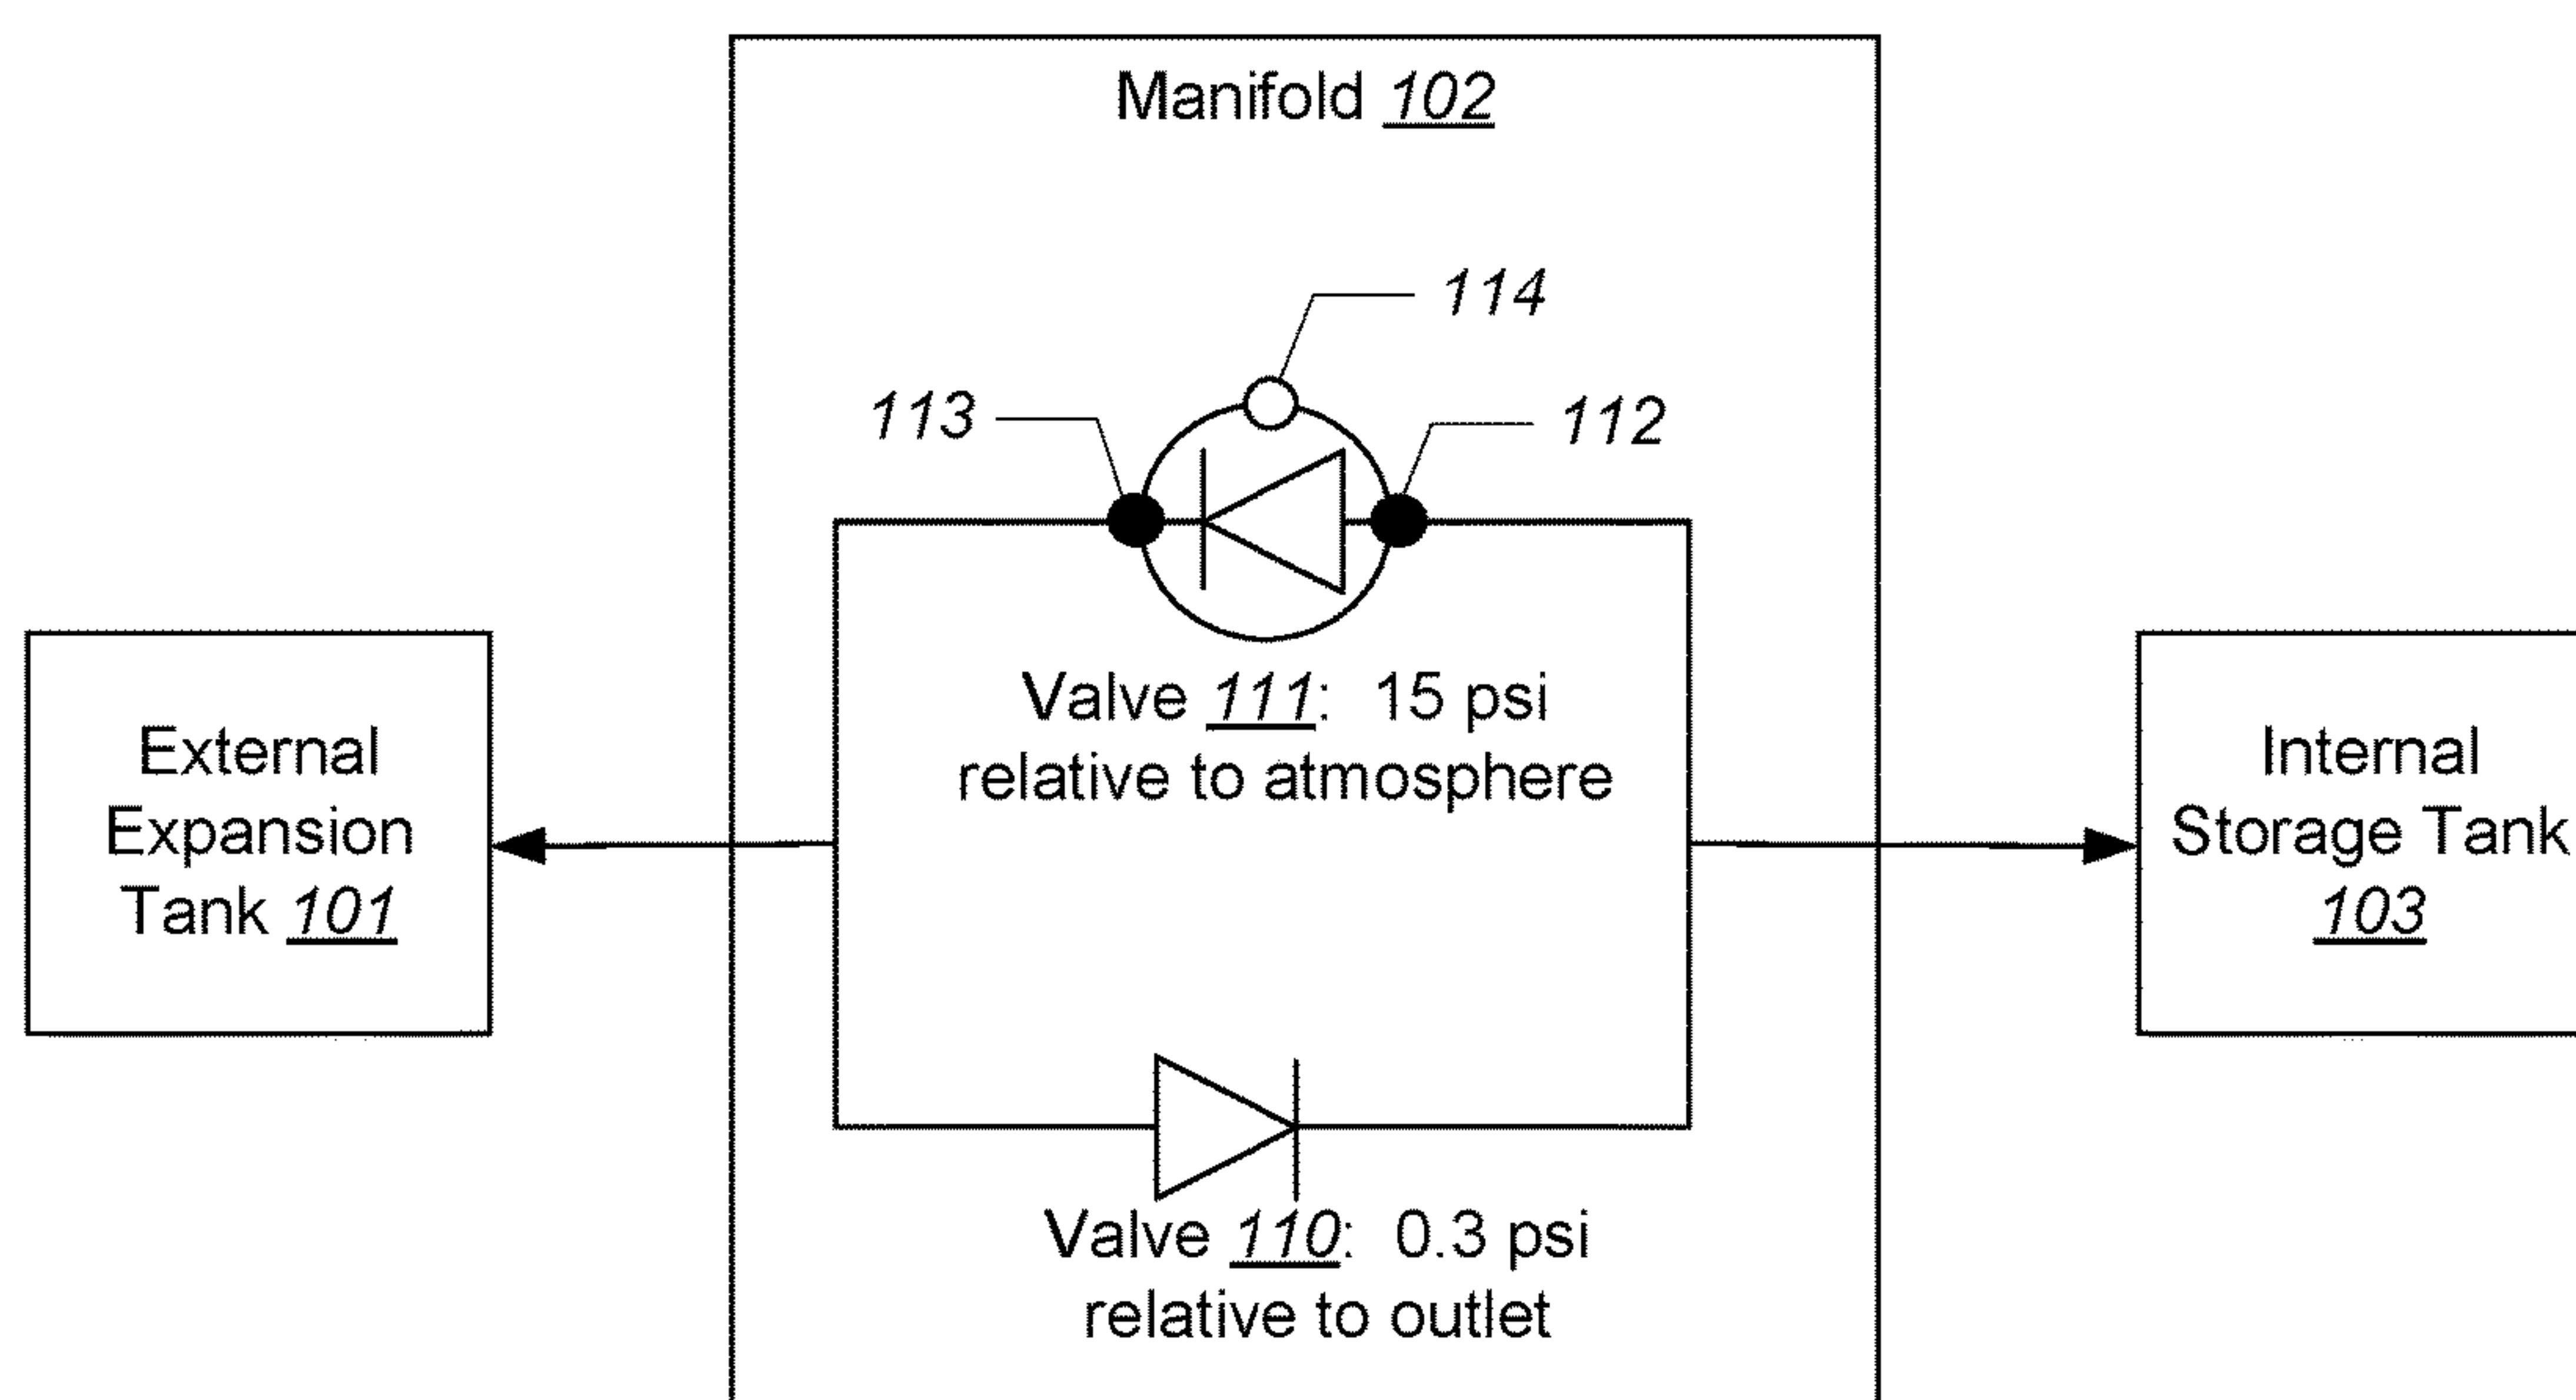 Manifold 102
114
113
112
Valve 111: 15 psi
relative to atmosphere
External
Expansion
Tank 101
Internal
Storage Tank
103
Valve 110: 0.3 psi
relative to outlet